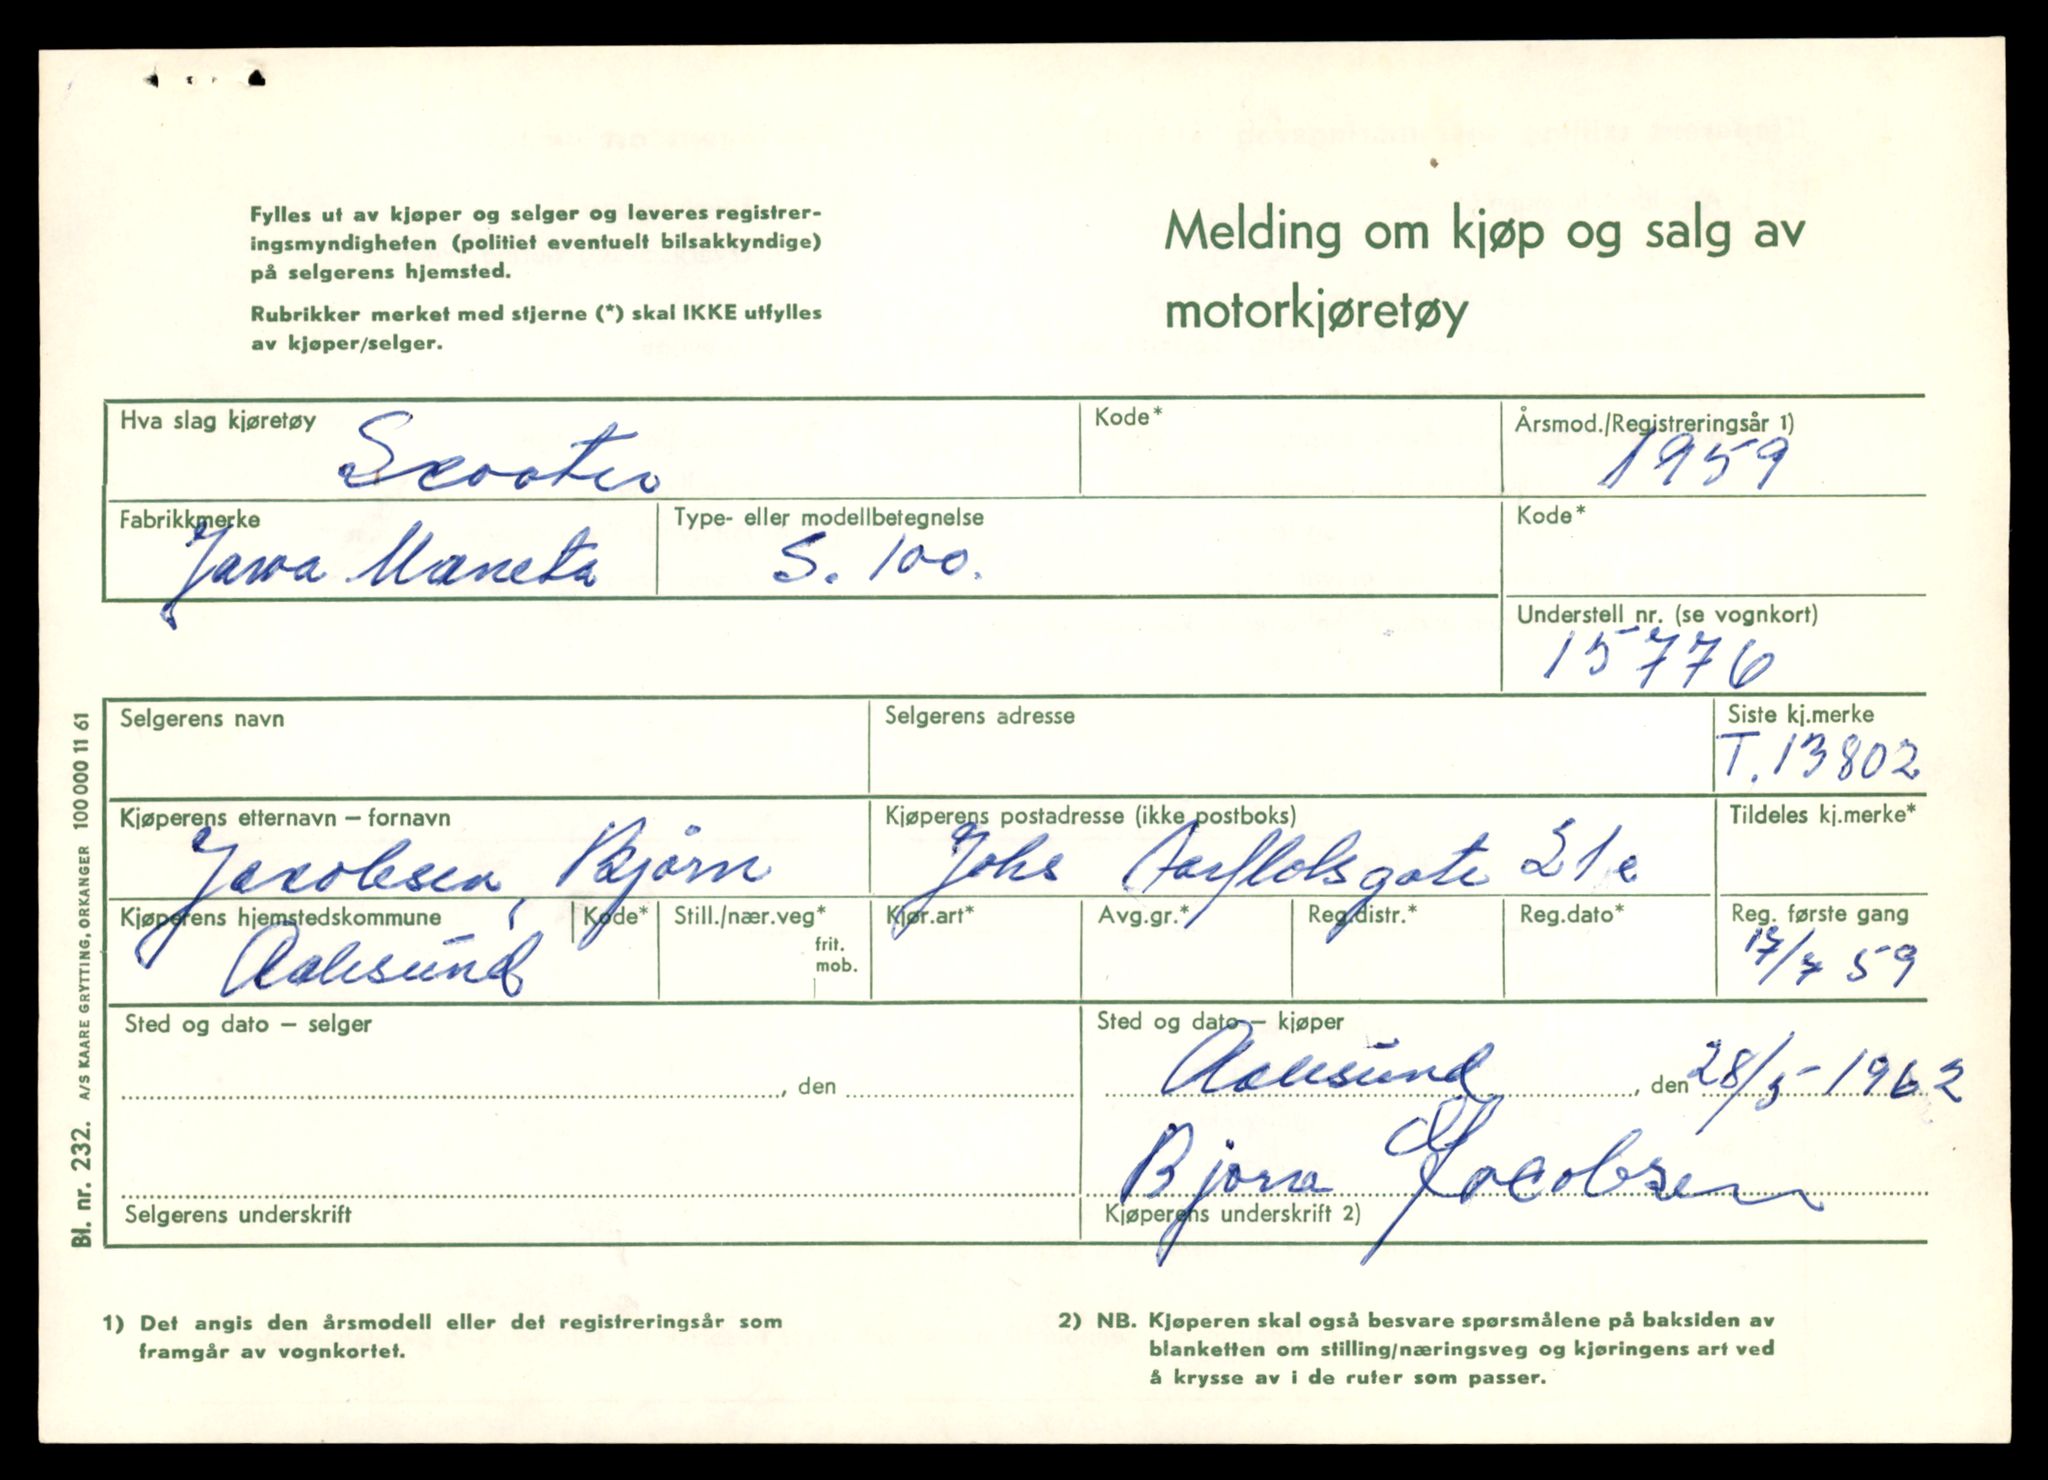 Fylles ut av kjøper og selger og leveres registrer-
ingsmyndigheten (politiet eventuelt bilsakkyndige)
på selgerens hjemsted.
Rubrikker merket med stjerne (*) skal IKKE utfylles
av kjøper/selger.
Melding om kjøp og salg av
motorkjøretøy
Hva slag kjøretøy Scooter
Kode*
Årsmod./Registreringsår 1) 1959
Fabrikkmerke Jawa Maneta
Type- eller modellbetegnelse S. 100.
Kode*
Understell nr. (se vognkort)
15776
Selgerens navn
Selgerens adresse
Siste kj.merke
T. 13802
Kjøperens etternavn – fornavn
Jacobsen, Bjørn
Kjøperens postadresse (ikke postboks)
Johs Aarflotsgate 21
Tildeles kj.merke*
Kjøperens hjemstedskommune
Aalesund
Kode*
Still./nær.veg*
frit.
mob.
Kjør.art*
Avg.gr.*
Reg.distr.*
Reg.dato*
Reg. første gang
17/7 59
Sted og dato – selger
, den
Selgerens underskrift
Sted og dato – kjøper
Aalesund, den 28/5-1962
Bjørn Jacobsen
Kjøperens underskrift 2)
Bl. nr. 232. A/S KAARE GRYTTING, ORKANGER 100 000 11 61
1) Det angis den årsmodell eller det registreringsår som
framgår av vognkortet.
2) NB. Kjøperen skal også besvare spørsmålene på baksiden av
blanketten om stilling/næringsveg og kjøringens art ved
å krysse av i de ruter som passer.